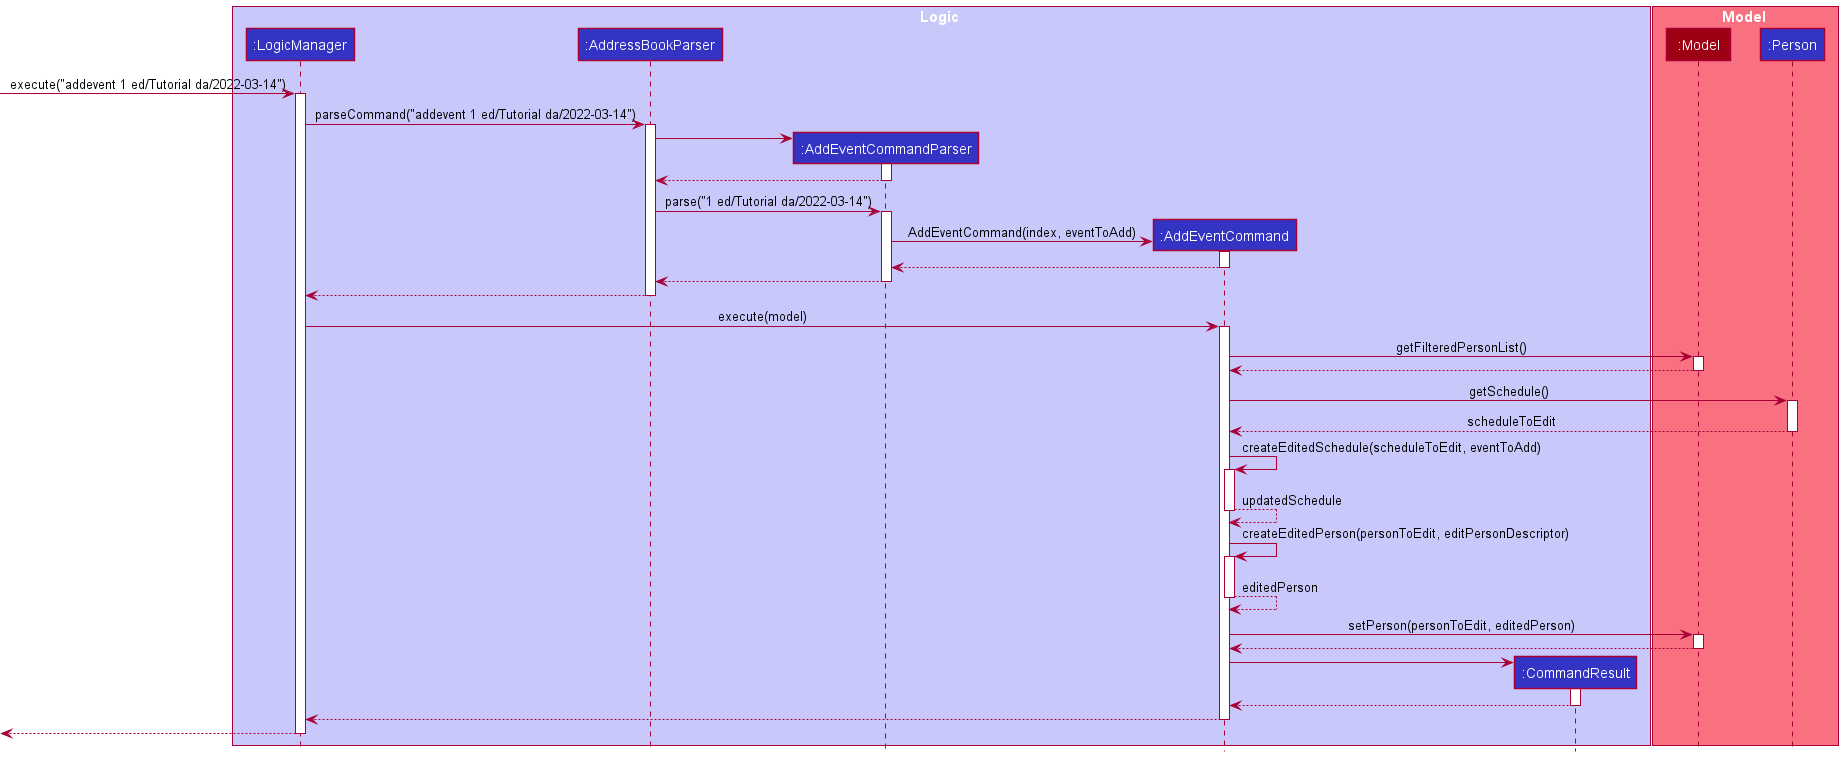 Logic
Model
:LogicManager
:AddressBookParser
:Model
:Person
execute("addevent 1 ed/Tutorial da/2022-03-14")
parseCommand("addevent 1 ed/Tutorial da/2022-03-14")
:AddEventCommandParser
parse("1 ed/Tutorial da/2022-03-14")
AddEventCommand(index, eventToAdd)
:AddEventCommand
execute(model)
getFilteredPersonList()
getSchedule()
scheduleToEdit
createEditedSchedule(scheduleToEdit, eventToAdd)
updatedSchedule
createEditedPerson(personToEdit, editPersonDescriptor)
editedPerson
setPerson(personToEdit, editedPerson)
:CommandResult